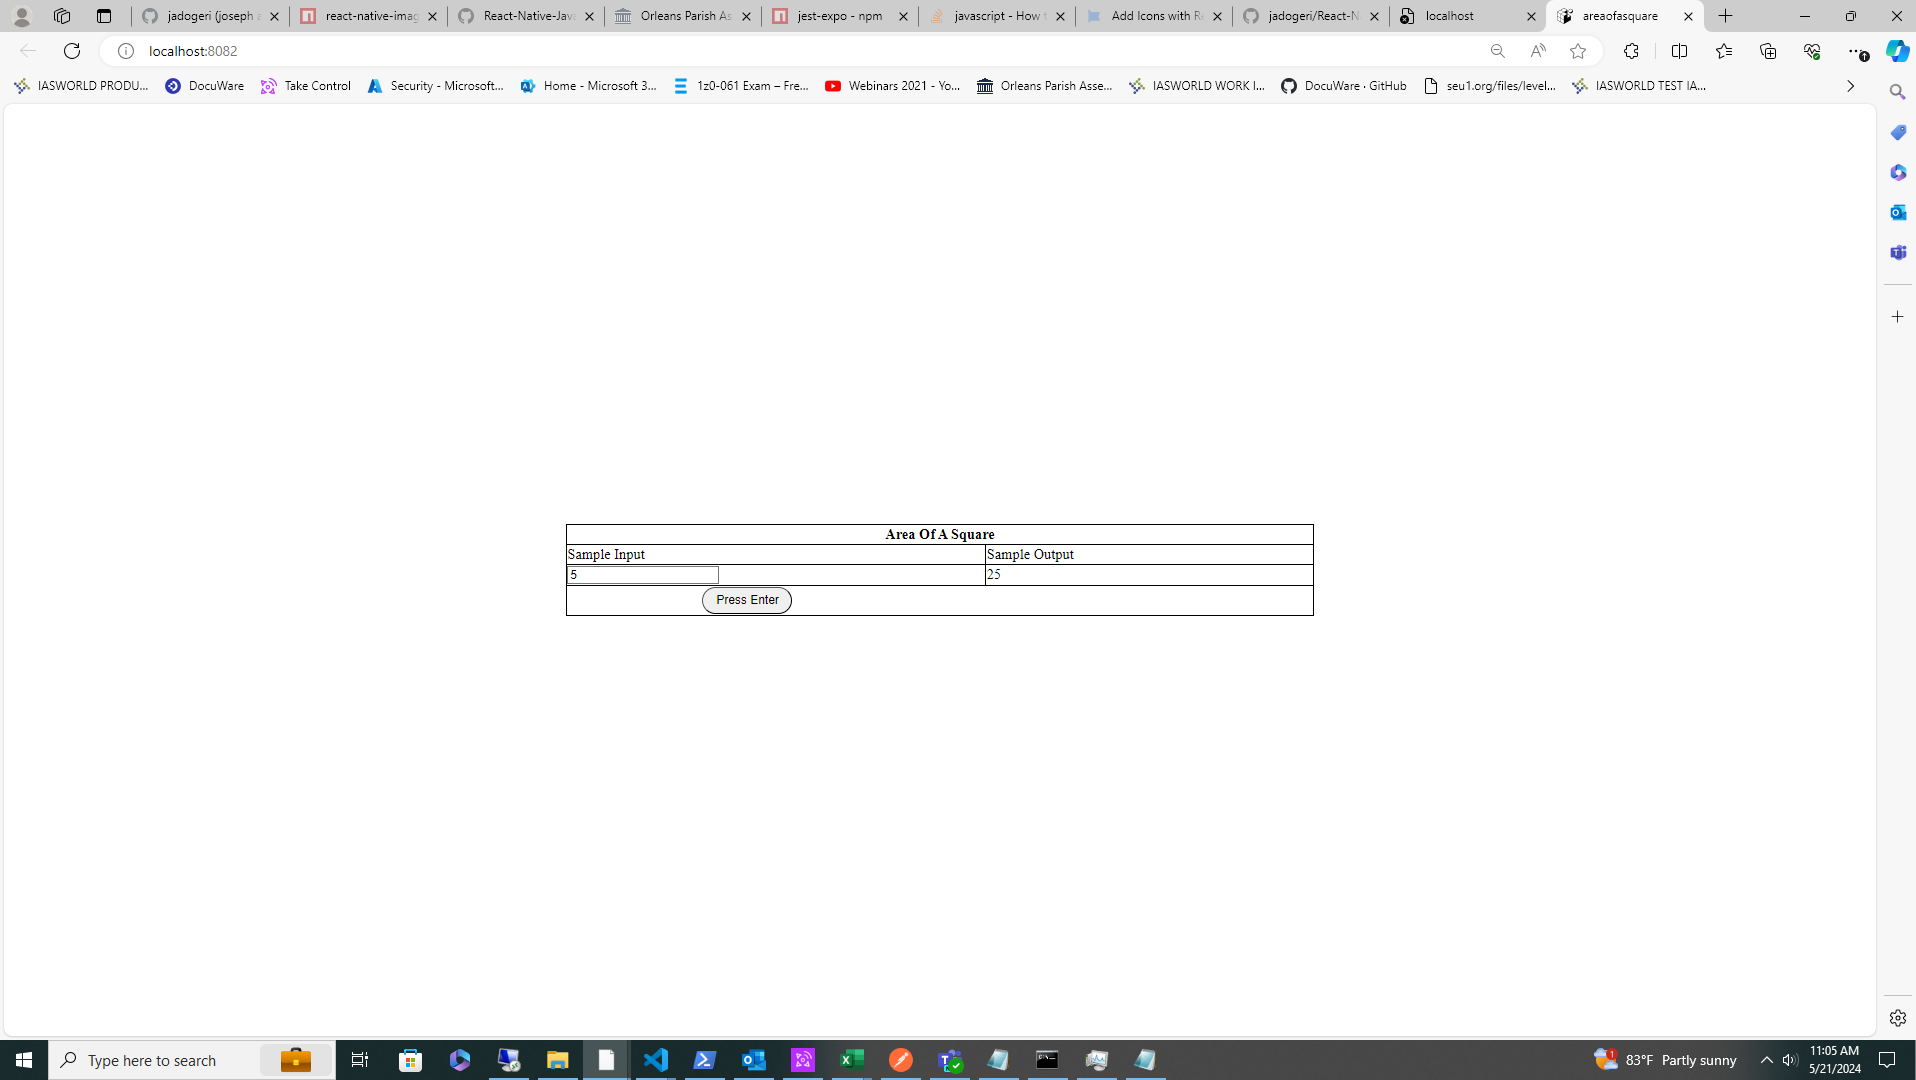 jadogeri (joseph a
react-native-imag
React-Native-Java
Orleans Parish As
jest-expo - npm
javascript - How t
Add Icons with Re
jadogeri/React-N
localhost
areaofasquare
localhost:8082
IASWORLD PRODU...
DocuWare
Take Control
Security - Microsoft...
Home - Microsoft 3...
1z0-061 Exam – Fre...
Webinars 2021 - Yo...
Orleans Parish Asse...
IASWORLD WORK I...
DocuWare · GitHub
seu1.org/files/level...
IASWORLD TEST IA...
Area Of A Square
Sample Input
Sample Output
5
25
Press Enter
Type here to search
1
83°F Partly sunny
11:05 AM
5/21/2024